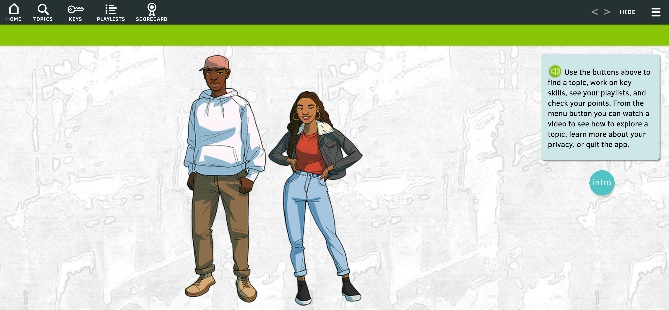 HOME TOPICS KEYS PLAYLISTS SCORECARD < >
Use the buttons above to
find a topic, work on key
skills, see your playlists, and
check your points. From the
menu button you can watch a
video to see how to explore a
topic, learn more about your
privacy, or quit the app.
intro